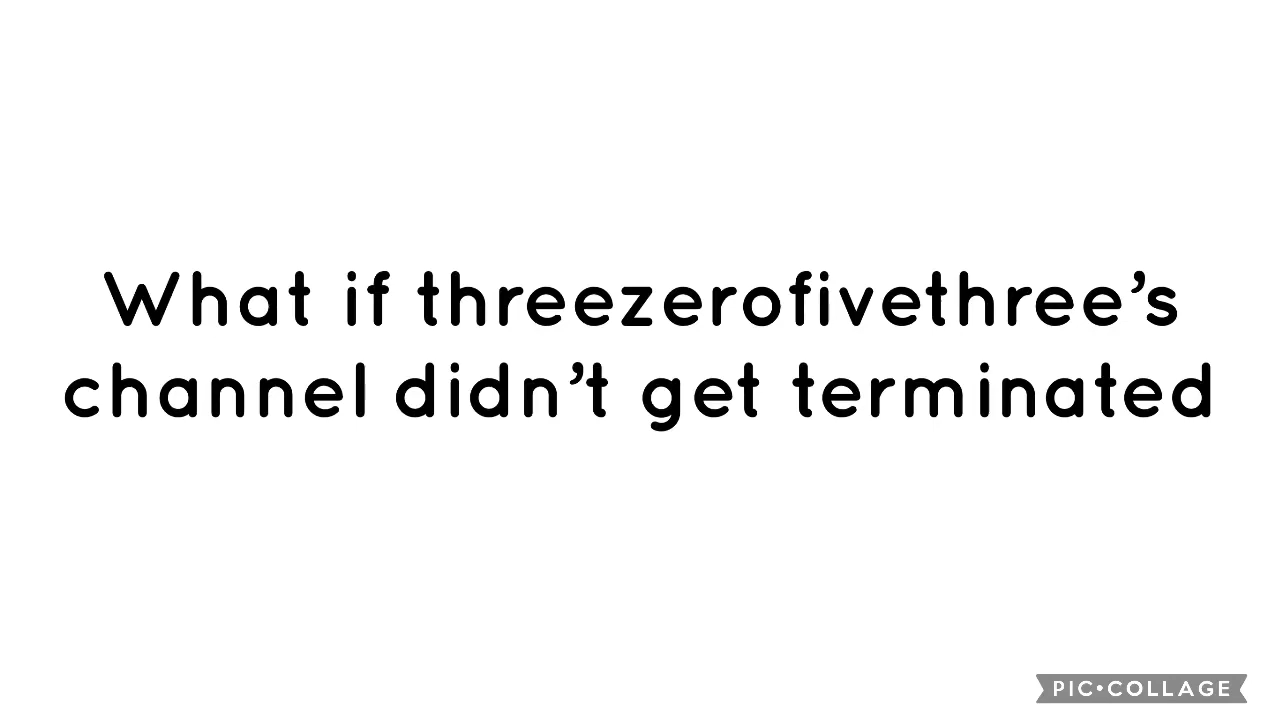 What if threezerofivethree’s
channel didn’t get terminated
PIC•COLLAGE